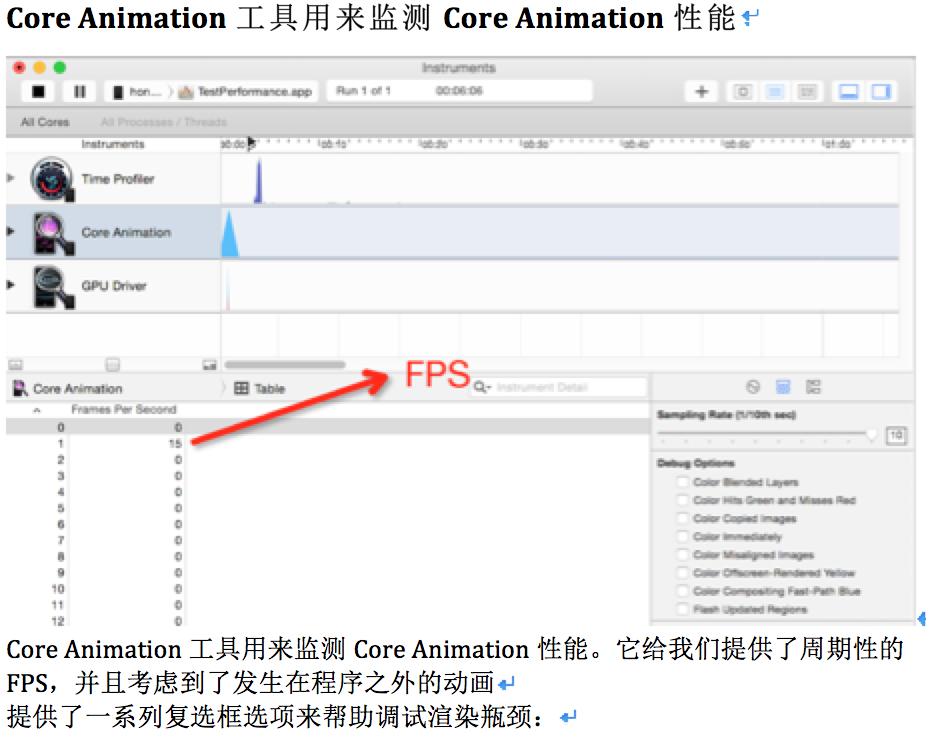 Core Animation 工具用来监测 Core Animation 性能
Instruments
hon... TestPerformance.app
Run 1 of 1 00:06:06
All Cores All Processes / Threads
Instruments
Time Profiler
Core Animation
GPU Driver
FPS
Core Animation Table Instrument Detail
Frames Per Second
0 0
1 15
2 0
3 0
4 0
5 0
6 0
7 0
8 0
9 0
10 0
11 0
12 0
Sampling Rate (1/10th sec)
10
Debug Options
Color Blended Layers
Color Hits Green and Misses Red
Color Copied Images
Color Immediately
Color Misaligned Images
Color Offscreen-Rendered Yellow
Color Compositing Fast-Path Blue
Flash Updated Regions
Core Animation 工具用来监测 Core Animation 性能。它给我们提供了周期性的
FPS，并且考虑到了发生在程序之外的动画
提供了一系列复选框选项来帮助调试渲染瓶颈：